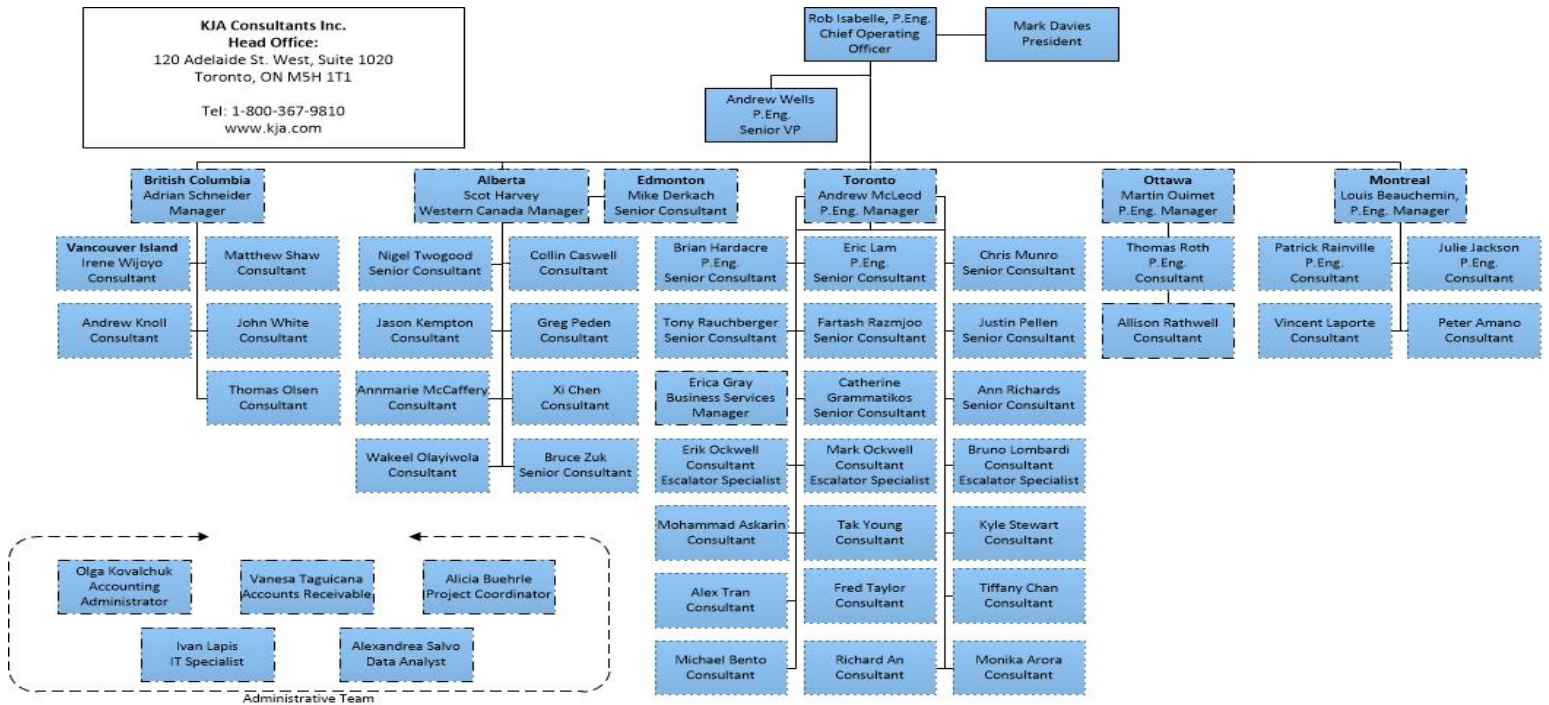 KJA Consultants Inc.
Head Office:
120 Adelaide St. West, Suite 1020
Toronto, ON M5H 1T1
Tel: 1-800-367-9810
www.kja.com
Rob Isabelle, P.Eng.
Chief Operating
Officer
Mark Davies
President
Andrew Wells
P.Eng.
Senior VP
British Columbia
Adrian Schneider
Manager
Alberta
Scot Harvey
Western Canada Manager
Edmonton
Mike Derkach
Senior Consultant
Toronto
Andrew McLeod
P.Eng. Manager
Ottawa
Martin Ouimet
P.Eng. Manager
Montreal
Louis Beauchemin,
P.Eng. Manager
Vancouver Island
Irene Wijoyo
Consultant
Matthew Shaw
Consultant
Nigel Twogood
Senior Consultant
Collin Caswell
Consultant
Brian Hardacre
P.Eng.
Senior Consultant
Eric Lam
P.Eng.
Senior Consultant
Chris Munro
Senior Consultant
Thomas Roth
P.Eng.
Consultant
Patrick Rainville
P.Eng.
Consultant
Julie Jackson
P.Eng.
Consultant
Andrew Knoll
Consultant
John White
Consultant
Jason Kempton
Consultant
Greg Peden
Consultant
Tony Rauchberger
Senior Consultant
Fartash Razmjoo
Senior Consultant
Justin Pellen
Senior Consultant
Allison Rathwell
Consultant
Vincent Laporte
Consultant
Peter Amano
Consultant
Thomas Olsen
Consultant
Annmarie McCaffery
Consultant
Xi Chen
Consultant
Erica Gray
Business Services
Manager
Catherine
Grammatikos
Senior Consultant
Ann Richards
Senior Consultant
Wakeel Olayiwola
Consultant
Bruce Zuk
Senior Consultant
Erik Ockwell
Consultant
Escalator Specialist
Mark Ockwell
Consultant
Escalator Specialist
Bruno Lombardi
Consultant
Escalator Specialist
Mohammad Askarin
Consultant
Tak Young
Consultant
Kyle Stewart
Consultant
Olga Kovalchuk
Accounting
Administrator
Vanesa Taguicana
Accounts Receivable
Alicia Buehrle
Project Coordinator
Alex Tran
Consultant
Fred Taylor
Consultant
Tiffany Chan
Consultant
Ivan Lapis
IT Specialist
Alexandrea Salvo
Data Analyst
Michael Bento
Consultant
Richard An
Consultant
Monika Arora
Consultant
Administrative Team